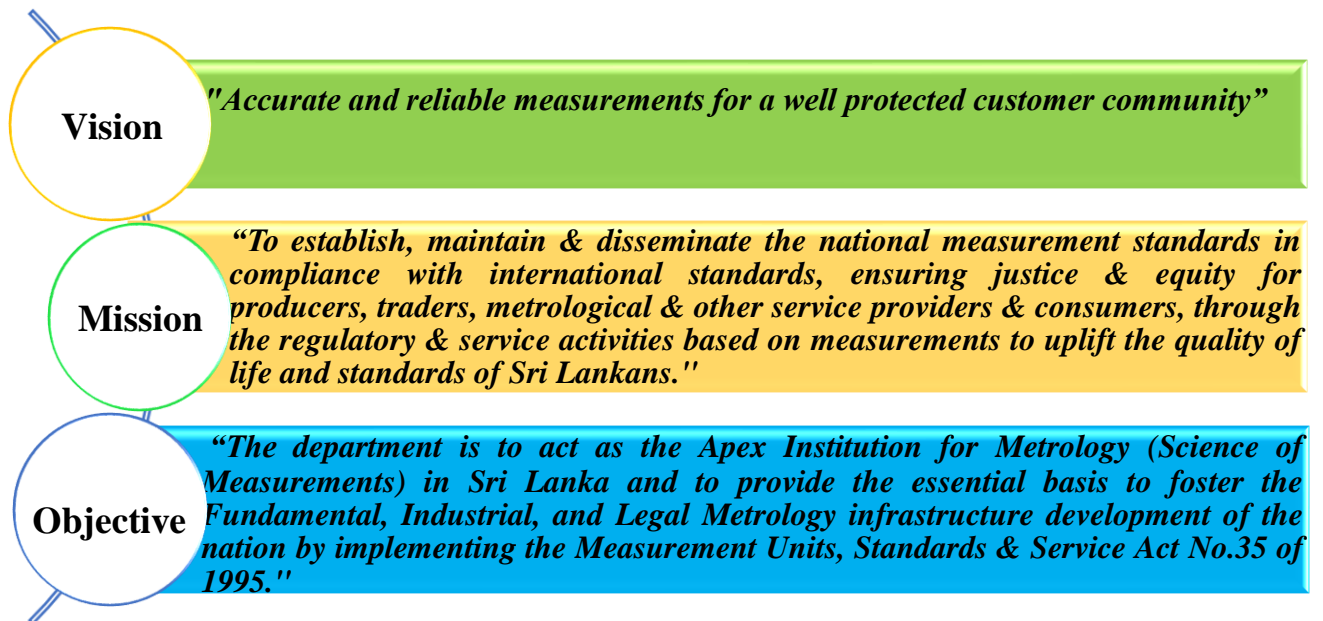 Vision
"Accurate and reliable measurements for a well protected customer community”
Mission
“To establish, maintain & disseminate the national measurement standards in
compliance with international standards, ensuring justice & equity for
producers, traders, metrological & other service providers & consumers, through
the regulatory & service activities based on measurements to uplift the quality of
life and standards of Sri Lankans."
Objective
“The department is to act as the Apex Institution for Metrology (Science of
Measurements) in Sri Lanka and to provide the essential basis to foster the
Fundamental, Industrial, and Legal Metrology infrastructure development of the
nation by implementing the Measurement Units, Standards & Service Act No.35 of
1995."